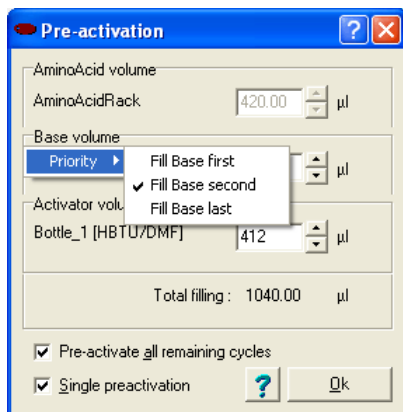 Pre-activation
AminoAcid volume
AminoAcidRack 420.00 µl
Base volume
Priority Fill Base first µl
Fill Base second
Fill Base last
Activator volu
Bottle_1 [HBTU/DMF] 412 µl
Total filling : 1040.00 µl
Pre-activate all remaining cycles
Single preactivation ? Ok